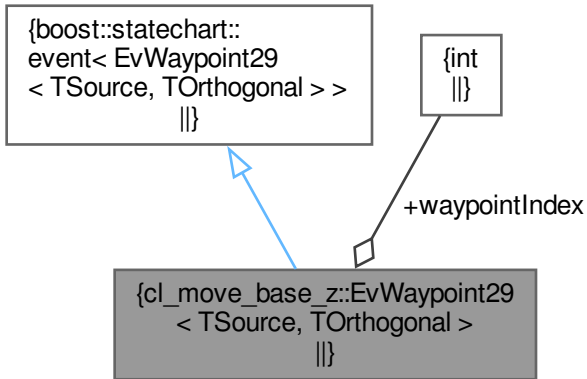 {boost::statechart::
event< EvWaypoint29
< TSource, TOrthogonal > >
||}
{int
||}
+waypointIndex
{cl_move_base_z::EvWaypoint29
< TSource, TOrthogonal >
||}